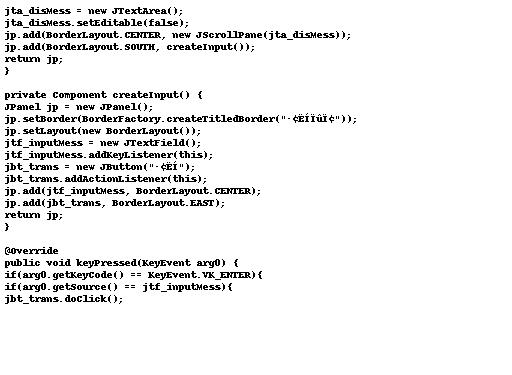 jta_disMess = new JTextArea();
jta_disMess.setEditable(false);
jp.add(BorderLayout.CENTER, new JScrollPane(jta_disMess));
jp.add(BorderLayout.SOUTH, createInput());
return jp;
}
private Component createInput() {
JPanel jp = new JPanel();
jp.setBorder(BorderFactory.createTitledBorder("·¢ËÍÏûÏ¢"));
jp.setLayout(new BorderLayout());
jtf_inputMess = new JTextField();
jtf_inputMess.addKeyListener(this);
jbt_trans = new JButton("·¢ËÍ");
jbt_trans.addActionListener(this);
jp.add(jtf_inputMess, BorderLayout.CENTER);
jp.add(jbt_trans, BorderLayout.EAST);
return jp;
}
@Override
public void keyPressed(KeyEvent arg0) {
if(arg0.getKeyCode() == KeyEvent.VK_ENTER){
if(arg0.getSource() == jtf_inputMess){
jbt_trans.doClick();